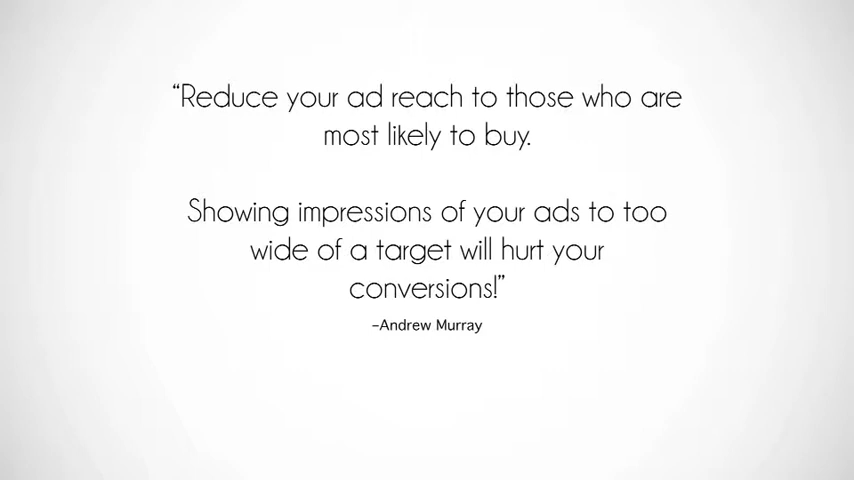 “Reduce your ad reach to those who are
most likely to buy.
Showing impressions of your ads to too
wide of a target will hurt your
conversions!”
–Andrew Murray